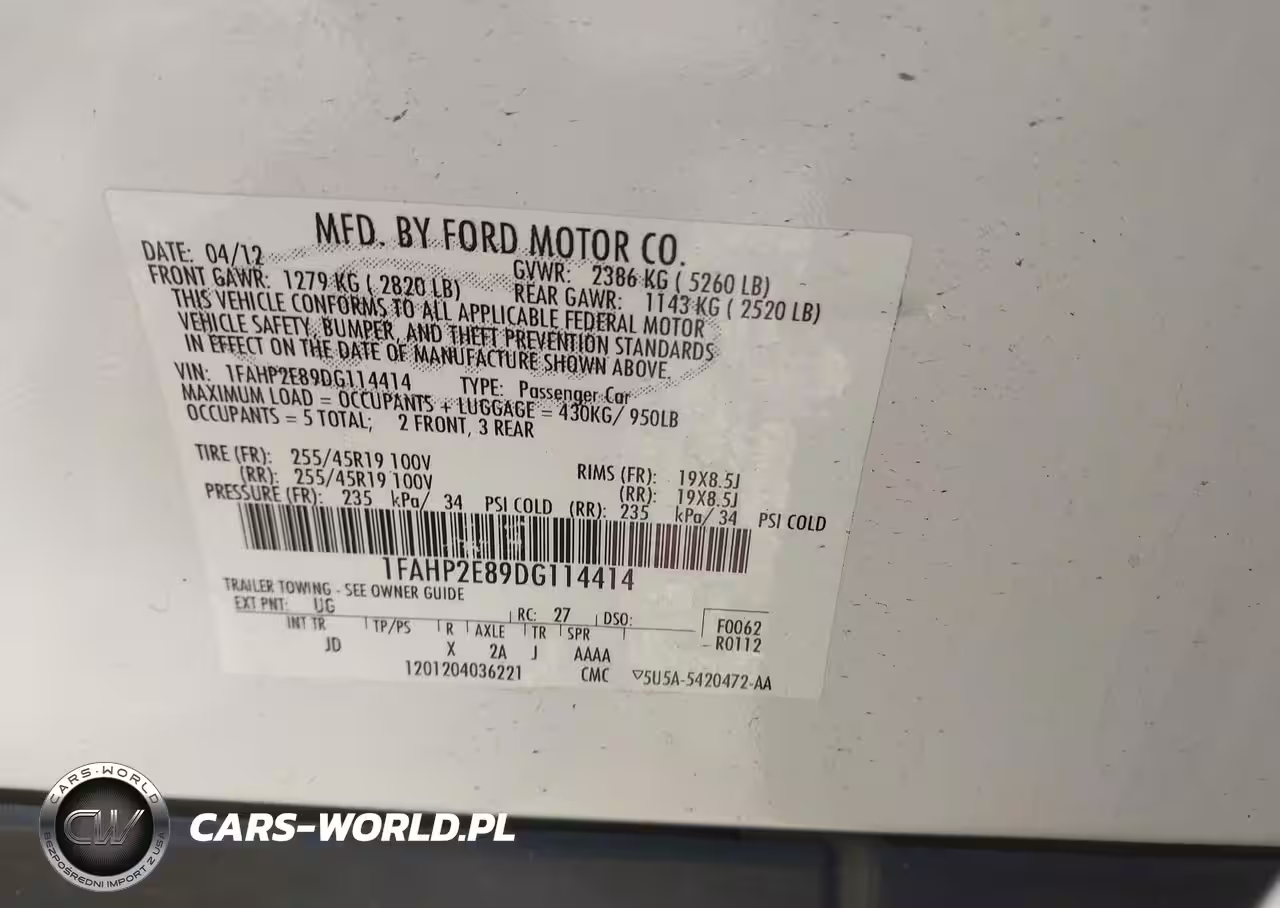 MFD. BY FORD MOTOR CO.
DATE: 04/12 GVWR: 2386 KG ( 5260 LB)
FRONT GAWR: 1279 KG ( 2820 LB) REAR GAWR: 1143 KG ( 2520 LB)
THIS VEHICLE CONFORMS TO ALL APPLICABLE FEDERAL MOTOR
VEHICLE SAFETY, BUMPER, AND THEFT PREVENTION STANDARDS
IN EFFECT ON THE DATE OF MANUFACTURE SHOWN ABOVE.
VIN: 1FAHP2E89DG114414 TYPE: Passenger Car
MAXIMUM LOAD = OCCUPANTS + LUGGAGE = 430KG/ 950LB
OCCUPANTS = 5 TOTAL; 2 FRONT, 3 REAR
TIRE (FR): 255/45R19 100V RIMS (FR): 19X8.5J
(RR): 255/45R19 100V (RR): 19X8.5J
PRESSURE (FR): 235 kPa/ 34 PSI COLD (RR): 235 kPa/ 34 PSI COLD
1FAHP2E89DG114414
TRAILER TOWING - SEE OWNER GUIDE
EXT PNT: UG RC: 27 DSO: F0062
INT TR TP/PS R AXLE TR SPR R0112
JD X 2A J AAAA
1201204036221 CMC ▽5U5A-5420472-AA
CARS-WORLD
CW
BEZPOŚREDNI IMPORT Z USA
CARS-WORLD.PL